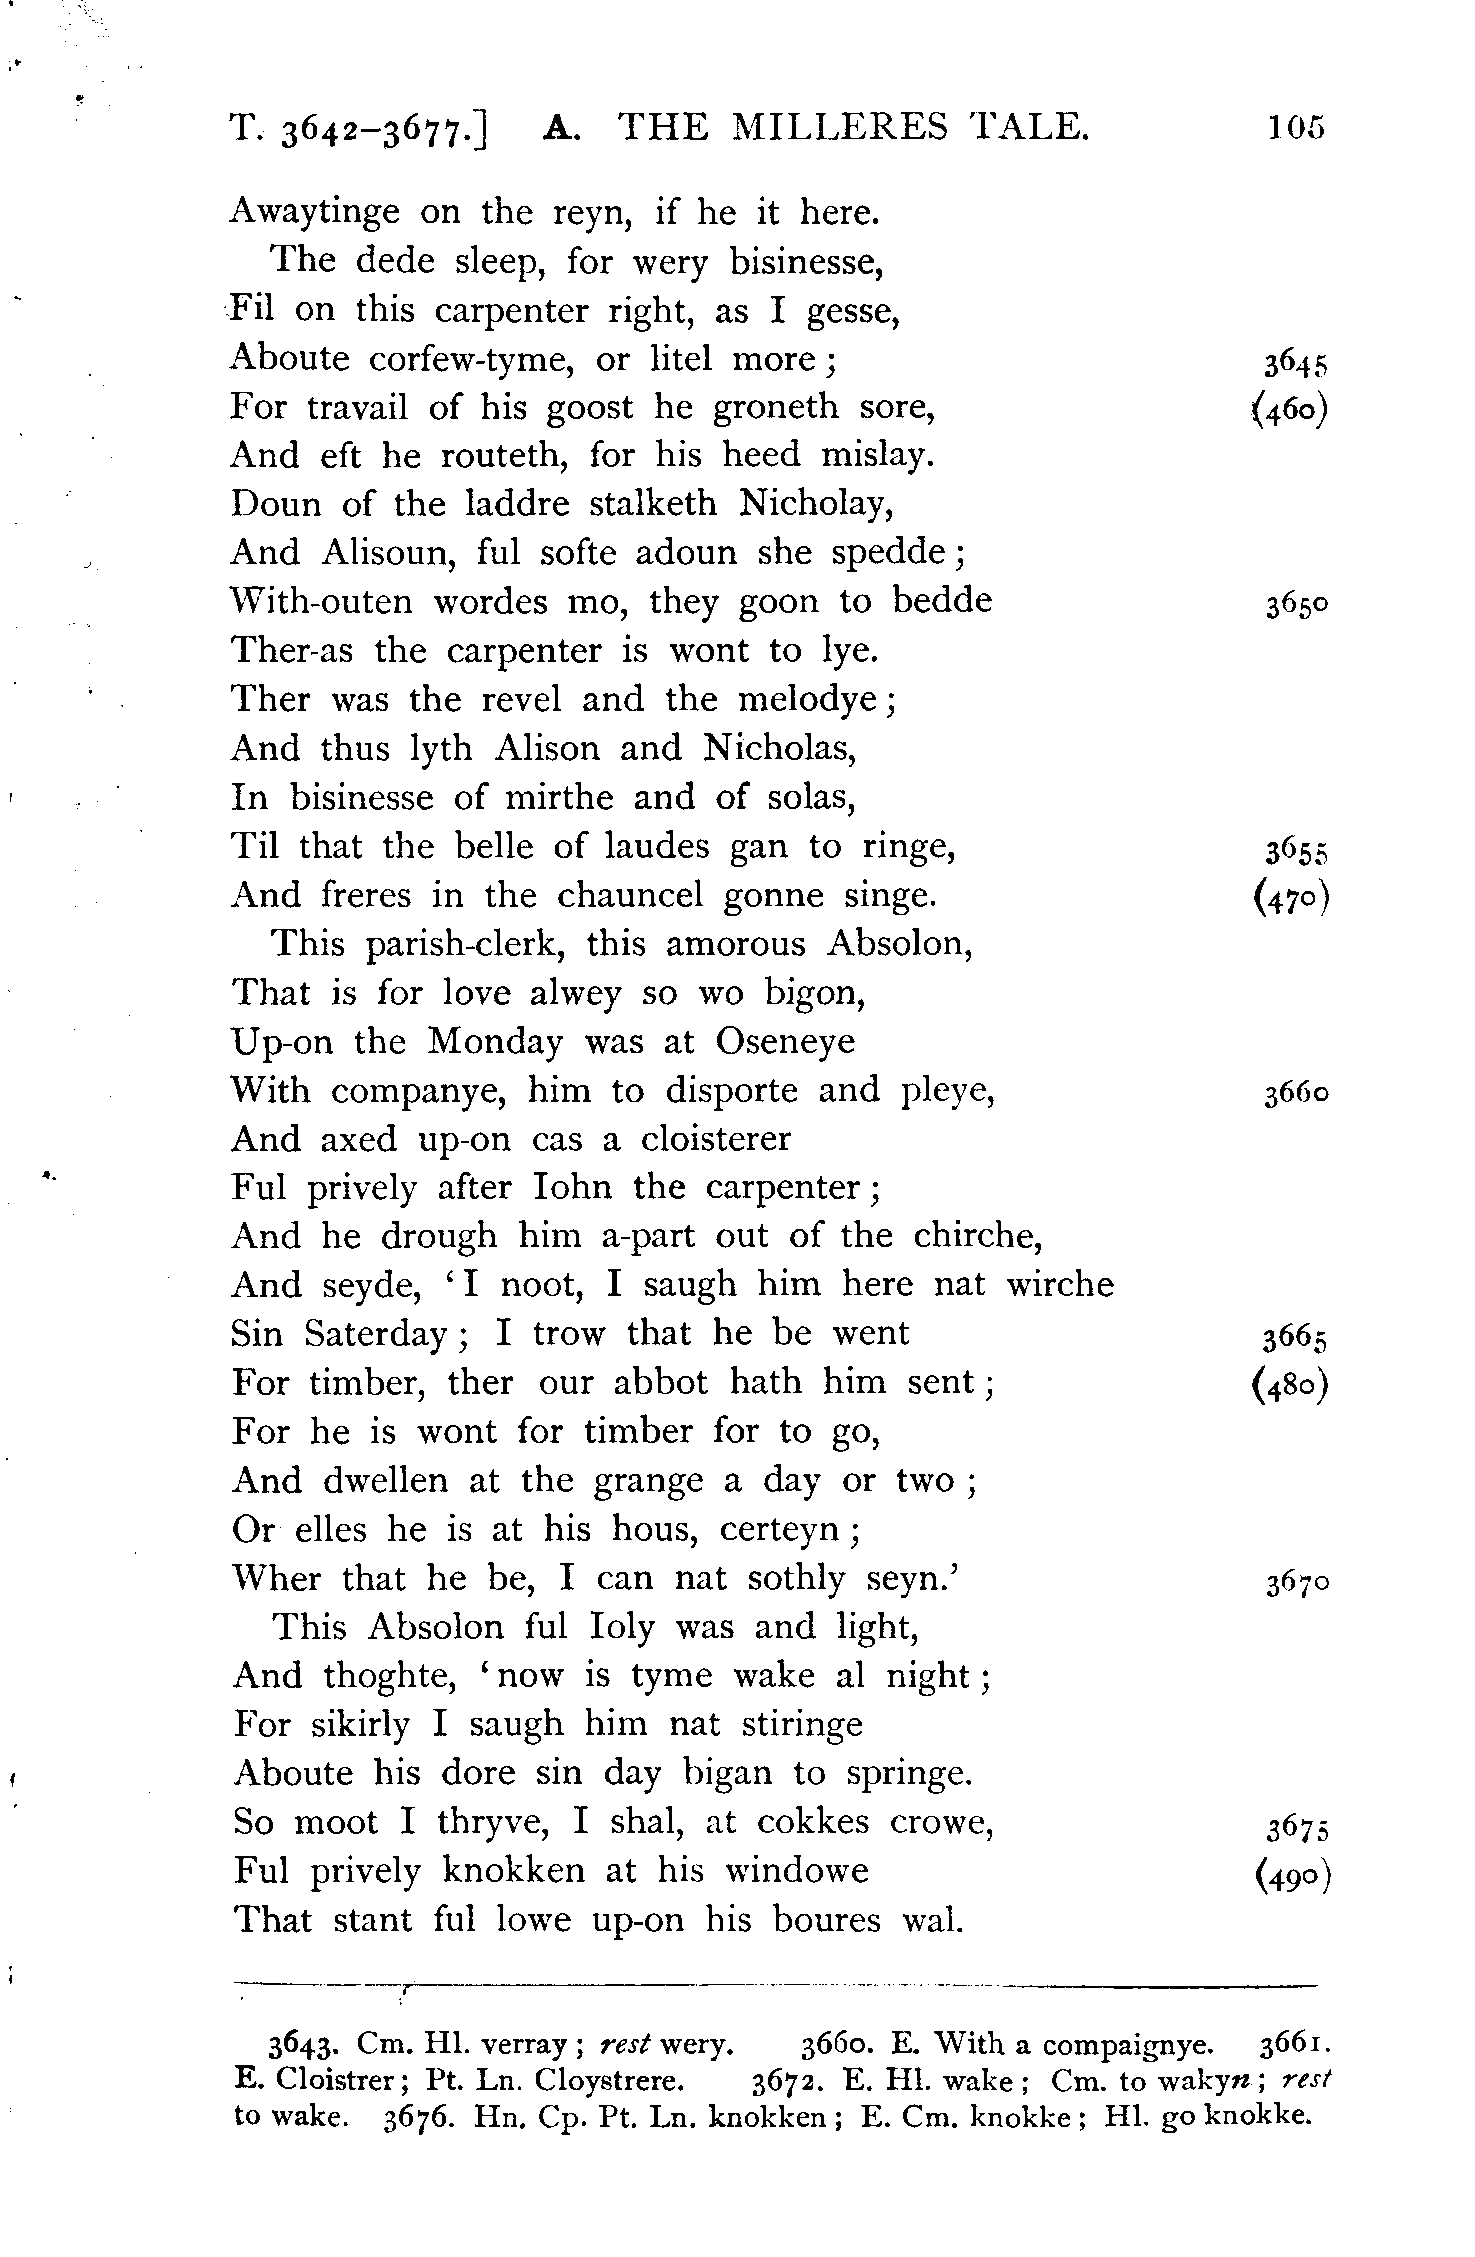 T. 3642–3677.] A. THE MILLERES TALE. 105
Awaytinge on the reyn, if he it here.
The dede sleep, for wery bisinesse,
Fil on this carpenter right, as I gesse,
Aboute corfew-tyme, or litel more ; 3645
For travail of his goost he groneth sore, (460)
And eft he routeth, for his heed mislay.
Doun of the laddre stalketh Nicholay,
And Alisoun, ful softe adoun she spedde ;
With-outen wordes mo, they goon to bedde 3650
Ther-as the carpenter is wont to lye.
Ther was the revel and the melodye ;
And thus lyth Alison and Nicholas,
In bisinesse of mirthe and of solas,
Til that the belle of laudes gan to ringe, 3655
And freres in the chauncel gonne singe. (470)
This parish-clerk, this amorous Absolon,
That is for love alwey so wo bigon,
Up-on the Monday was at Oseneye
With companye, him to disporte and pleye, 3660
And axed up-on cas a cloisterer
Ful prively after Iohn the carpenter ;
And he drough him a-part out of the chirche,
And seyde, ‘I noot, I saugh him here nat wirche
Sin Saterday ; I trow that he be went 3665
For timber, ther our abbot hath him sent ; (480)
For he is wont for timber for to go,
And dwellen at the grange a day or two ;
Or elles he is at his hous, certeyn ;
Wher that he be, I can nat sothly seyn.’ 3670
This Absolon ful Ioly was and light,
And thoghte, ‘now is tyme wake al night ;
For sikirly I saugh him nat stiringe
Aboute his dore sin day bigan to springe.
So moot I thryve, I shal, at cokkes crowe, 3675
Ful prively knokken at his windowe (490)
That stant ful lowe up-on his boures wal.
3643. Cm. Hl. verray ; rest wery. 3660. E. With a compaignye. 3661.
E. Cloistrer ; Pt. Ln. Cloystrere. 3672. E. Hl. wake ; Cm. to wakyn ; rest
to wake. 3676. Hn. Cp. Pt. Ln. knokken ; E. Cm. knokke ; Hl. go knokke.